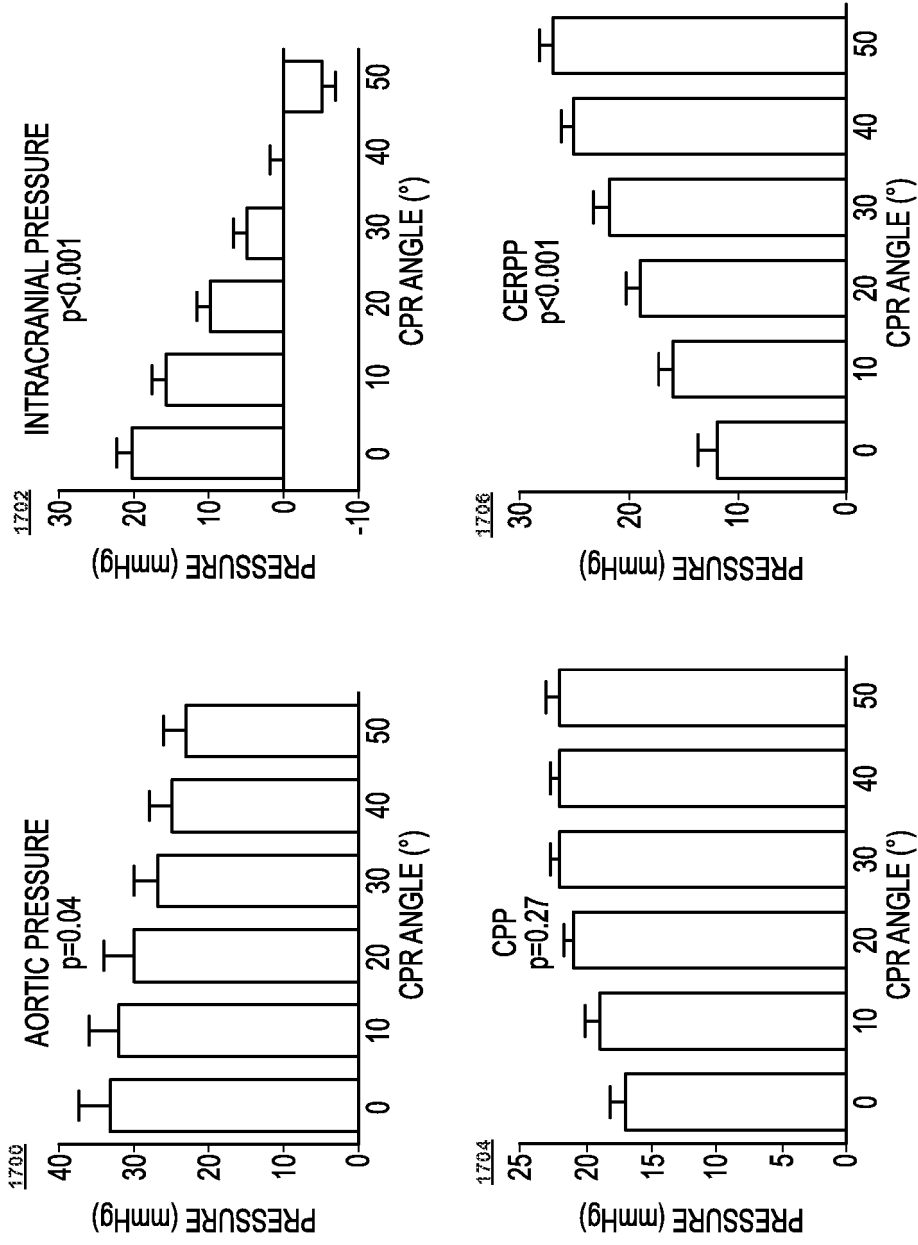 1700
AORTIC PRESSURE
p=0.04
PRESSURE (mmHg)
40
30
20
10
0
0 10 20 30 40 50
CPR ANGLE (°)
1702
INTRACRANIAL PRESSURE
p<0.001
PRESSURE (mmHg)
30
20
10
0
-10
0 10 20 30 40 50
CPR ANGLE (°)
1704
CPP
p=0.27
PRESSURE (mmHg)
25
20
15
10
5
0
0 10 20 30 40 50
CPR ANGLE (°)
1706
CERPP
p<0.001
PRESSURE (mmHg)
30
20
10
0
0 10 20 30 40 50
CPR ANGLE (°)